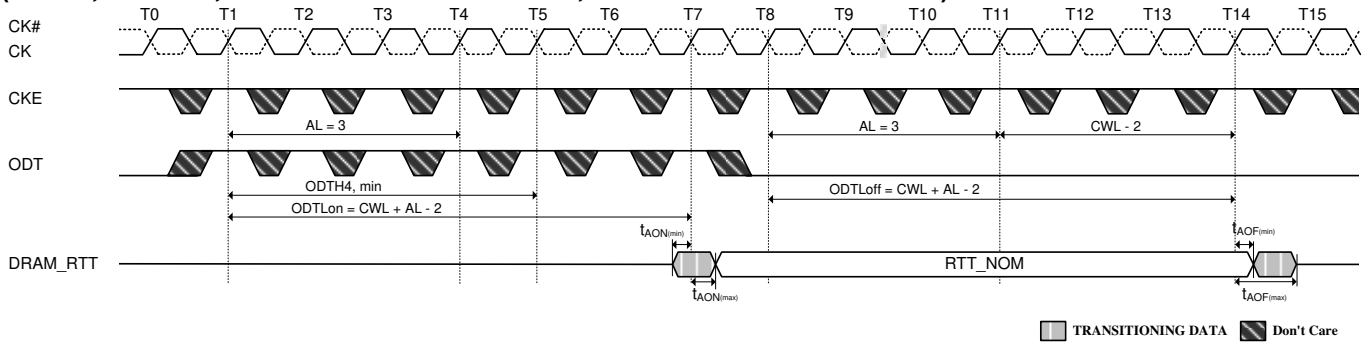 T0 T1 T2 T3 T4 T5 T6 T7 T8 T9 T10 T11 T12 T13 T14 T15
CK#
CK
CKE
AL = 3 AL = 3 CWL - 2
ODT
ODTH4, min ODTLoff = CWL + AL - 2
ODTLon = CWL + AL - 2
tAON(min) tAOF(min)
DRAM_RTT RTT_NOM
tAON(max) tAOF(max)
TRANSITIONING DATA Don't Care